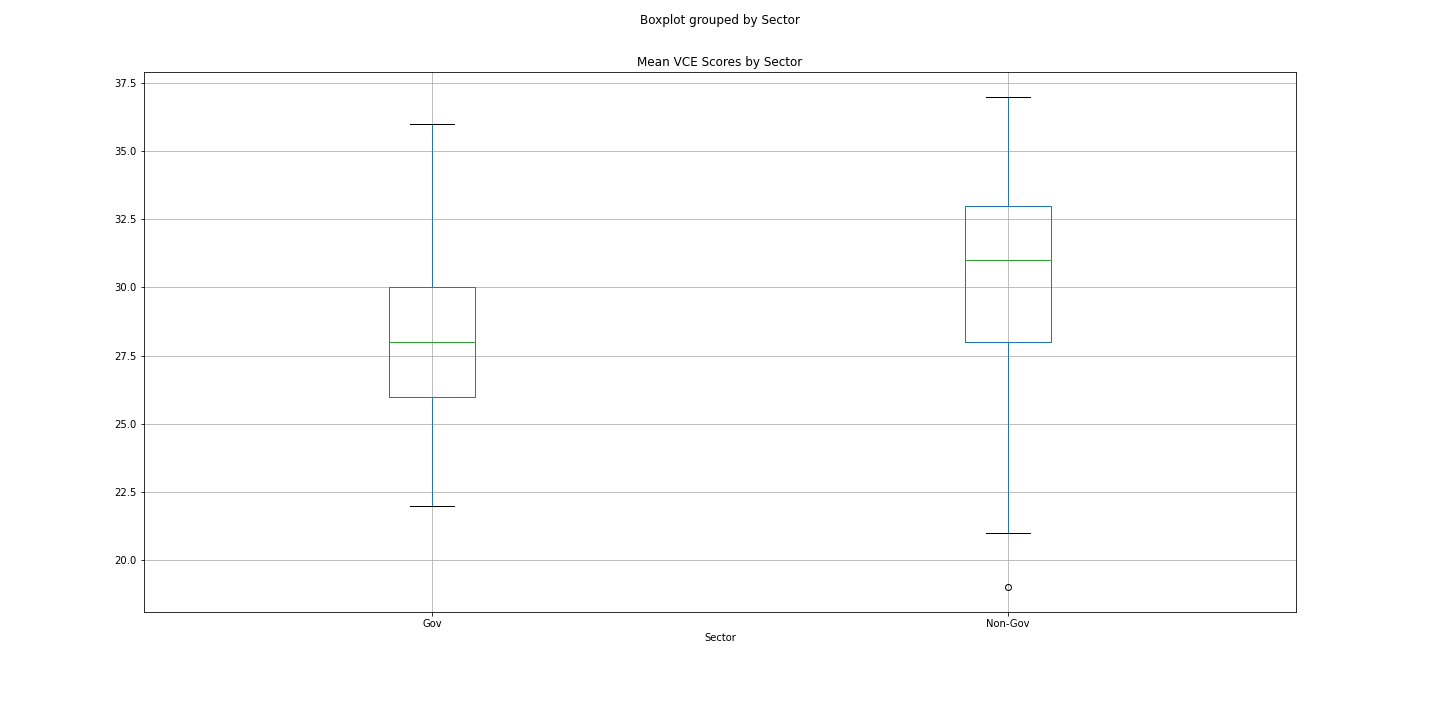 Boxplot grouped by Sector
Mean VCE Scores by Sector
37.5
35.0
32.5
30.0
27.5
25.0
22.5
20.0
Gov Non-Gov
Sector